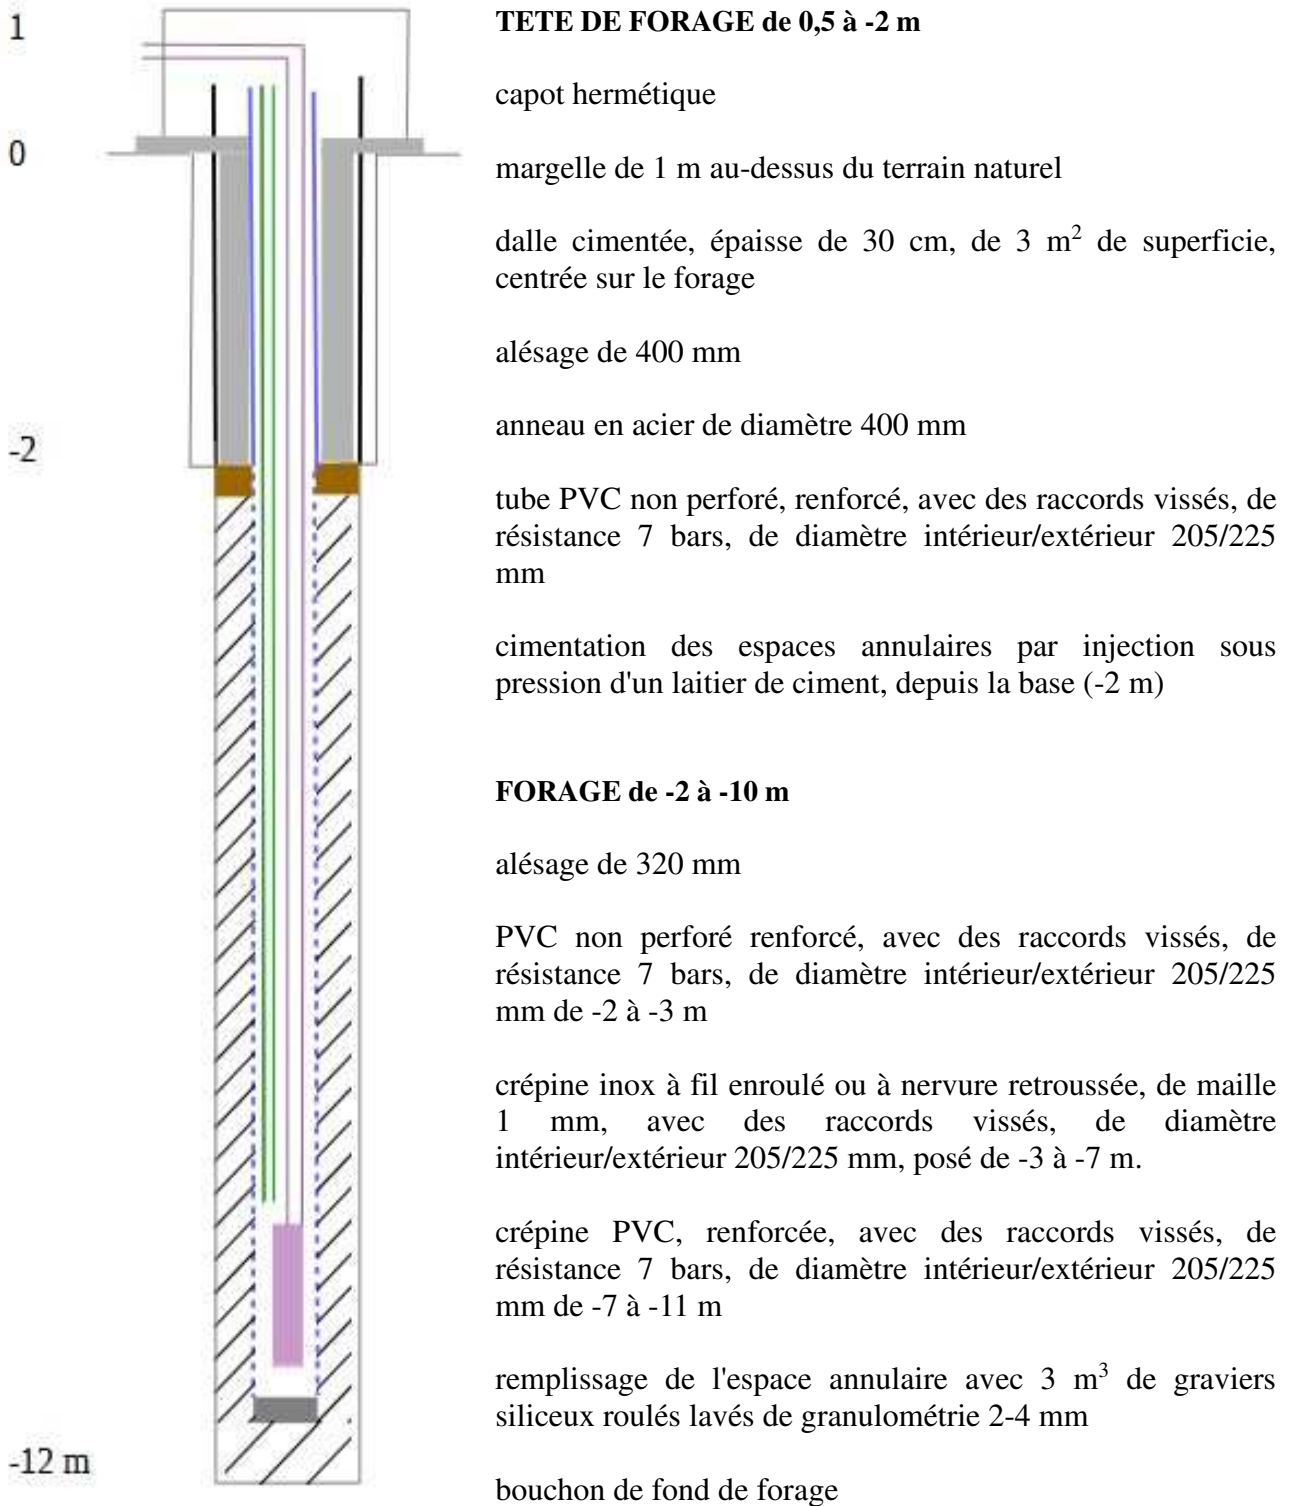 1
0
-2
-12 m
TETE DE FORAGE de 0,5 à -2 m
capot hermétique
margelle de 1 m au-dessus du terrain naturel
dalle cimentée, épaisse de 30 cm, de 3 m² de superficie,
centrée sur le forage
alésage de 400 mm
anneau en acier de diamètre 400 mm
tube PVC non perforé, renforcé, avec des raccords vissés, de
résistance 7 bars, de diamètre intérieur/extérieur 205/225
mm
cimentation des espaces annulaires par injection sous
pression d'un laitier de ciment, depuis la base (-2 m)
FORAGE de -2 à -10 m
alésage de 320 mm
PVC non perforé renforcé, avec des raccords vissés, de
résistance 7 bars, de diamètre intérieur/extérieur 205/225
mm de -2 à -3 m
crépine inox à fil enroulé ou à nervure retroussée, de maille
1 mm, avec des raccords vissés, de diamètre
intérieur/extérieur 205/225 mm, posé de -3 à -7 m.
crépine PVC, renforcée, avec des raccords vissés, de
résistance 7 bars, de diamètre intérieur/extérieur 205/225
mm de -7 à -11 m
remplissage de l'espace annulaire avec 3 m³ de graviers
siliceux roulés lavés de granulométrie 2-4 mm
bouchon de fond de forage